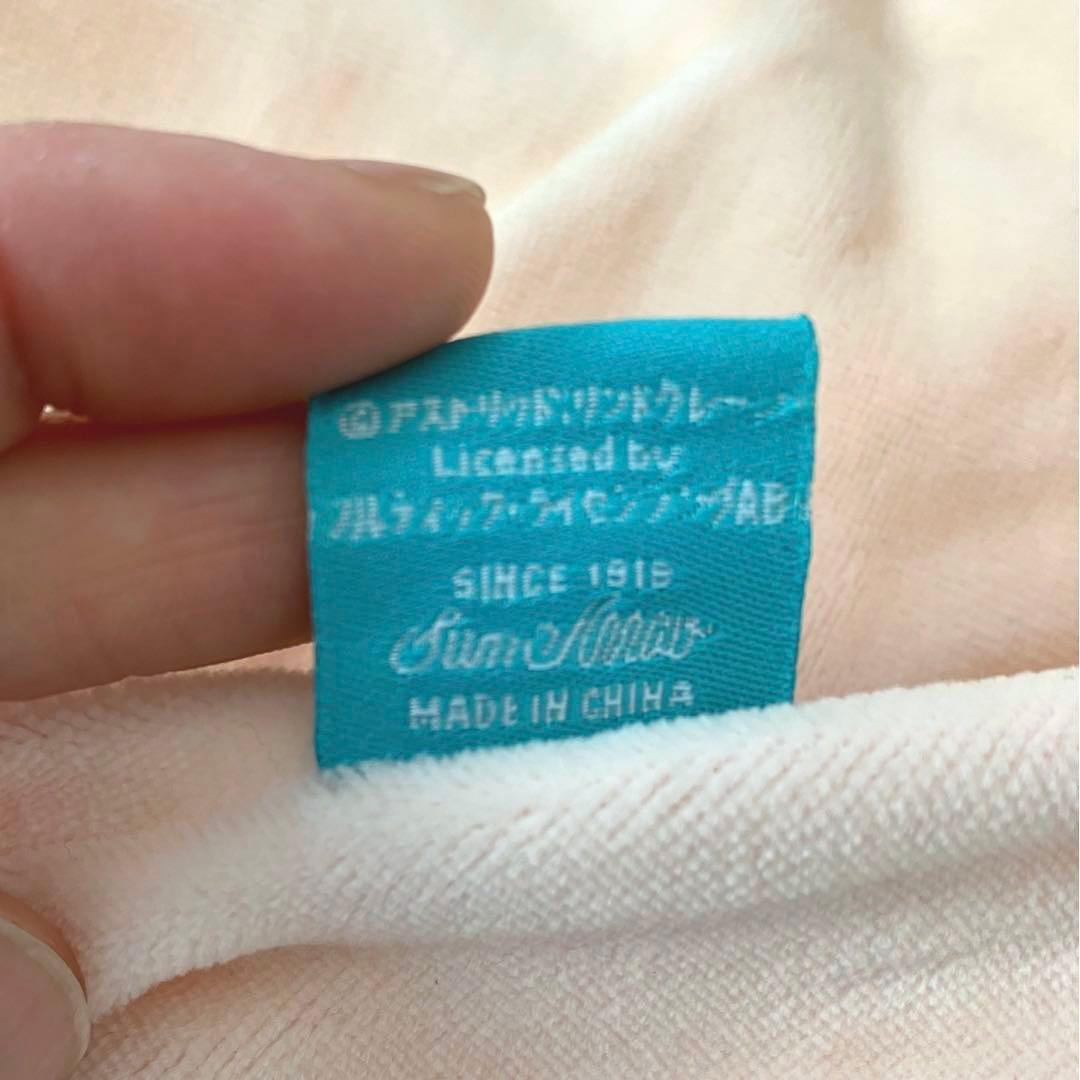 ©アストリッド・リンドグレーン
Licensed by
SINCE 1918
Sun Arrow
MADE IN CHINA